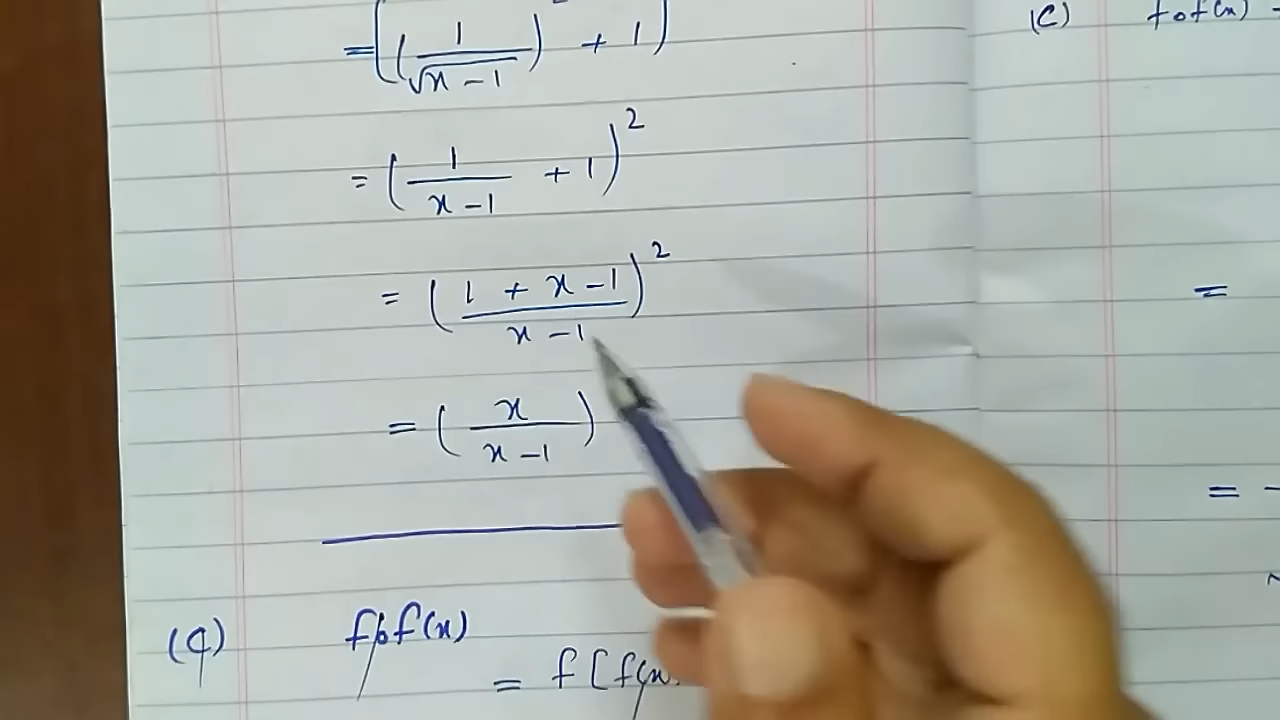 = ((1/√x-1)² + 1)
= (1/x-1 + 1)²
= (1 + x-1/x-1)²
= (x/x-1)
(c) fof(x)
=
=
fof(x)
= f[f(x